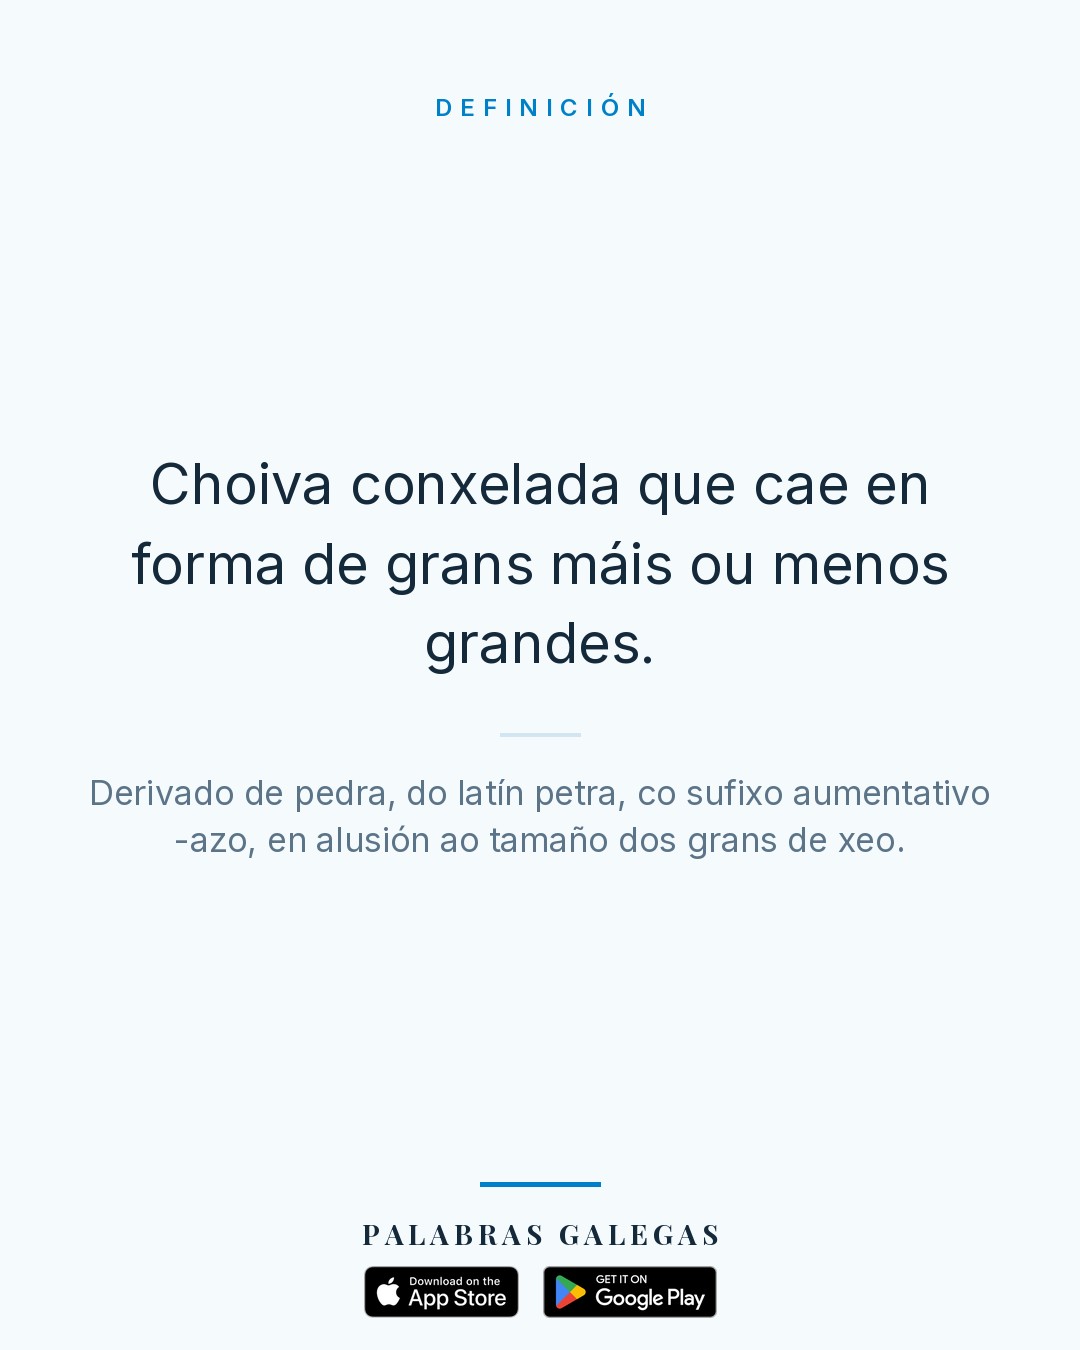 DEFINICIÓN
Choiva conxelada que cae en
forma de grans máis ou menos
grandes.
Derivado de pedra, do latín petra, co sufixo aumentativo
-azo, en alusión ao tamaño dos grans de xeo.
PALABRAS GALEGAS
Download on the
App Store
GET IT ON
Google Play